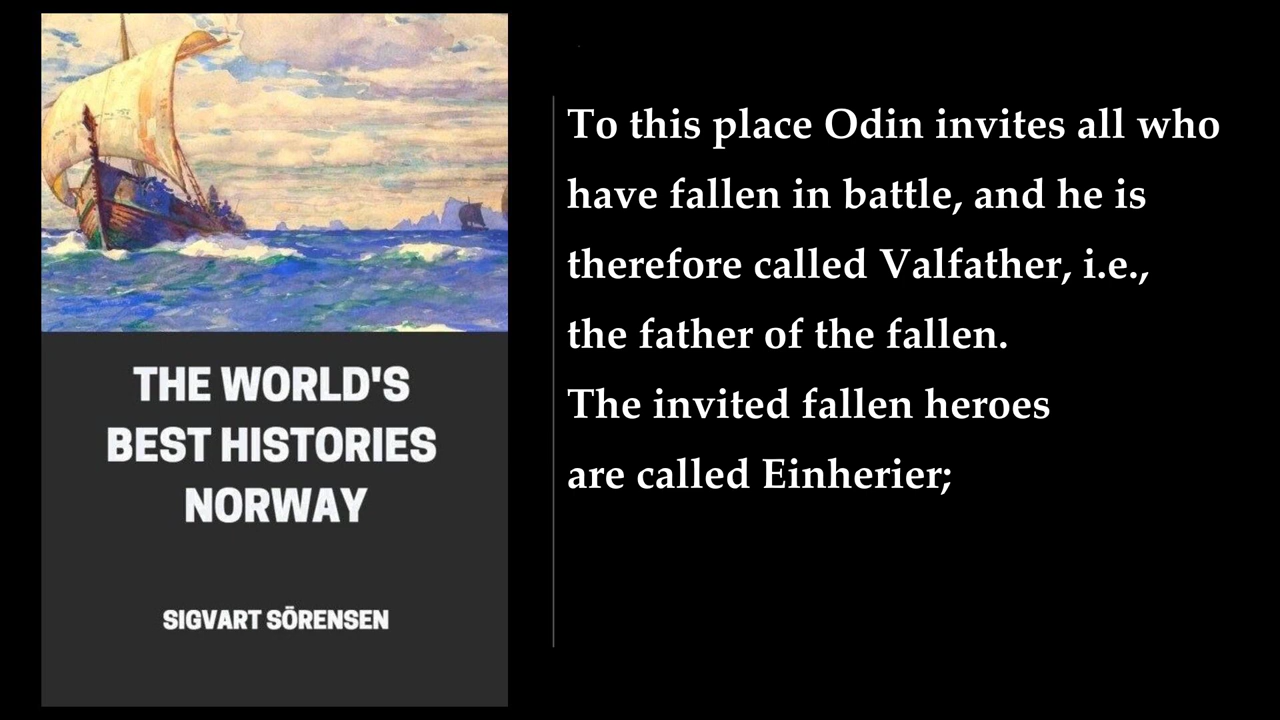 THE WORLD'S
BEST HISTORIES
NORWAY
SIGVART SÖRENSEN
To this place Odin invites all who
have fallen in battle, and he is
therefore called Valfather, i.e.,
the father of the fallen.
The invited fallen heroes
are called Einherier;